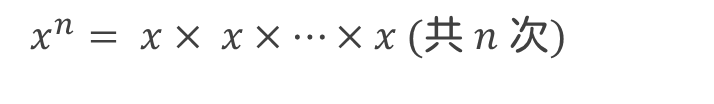 xⁿ = x × x × ⋯ × x (共 n 次)